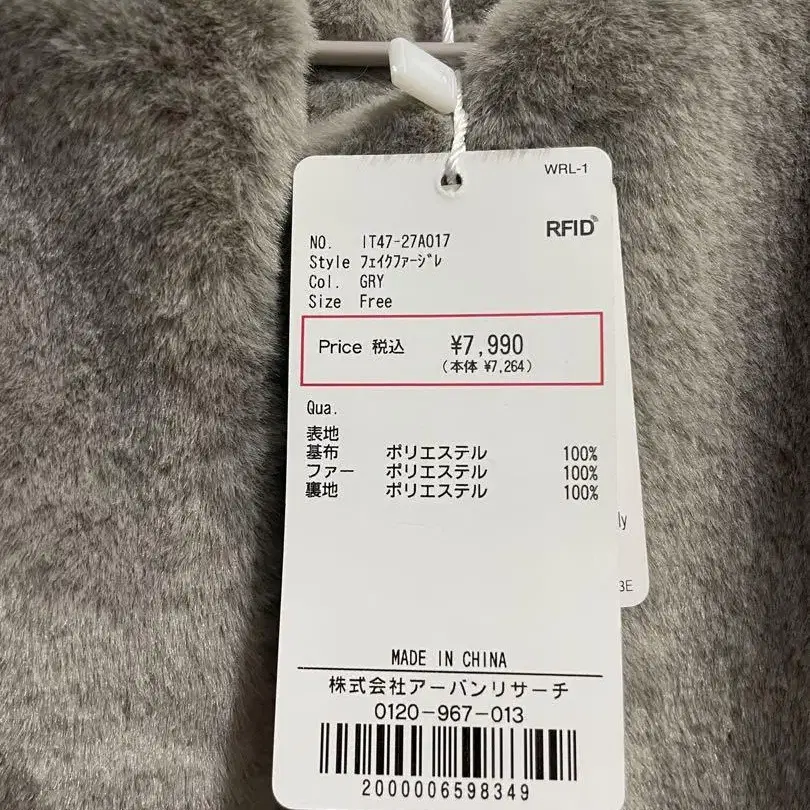 WRL-1
RFID
NO. IT47-27A017
Style ﾌｪｲｸﾌｧｰｼﾞﾚ
Col. GRY
Size Free
Price 税込 ¥7,990
(本体 ¥7,264)
Qua.
表地
基布 ポリエステル 100%
ファー ポリエステル 100%
裏地 ポリエステル 100%
ly
3E
MADE IN CHINA
株式会社アーバンリサーチ
0120-967-013
2000006598349